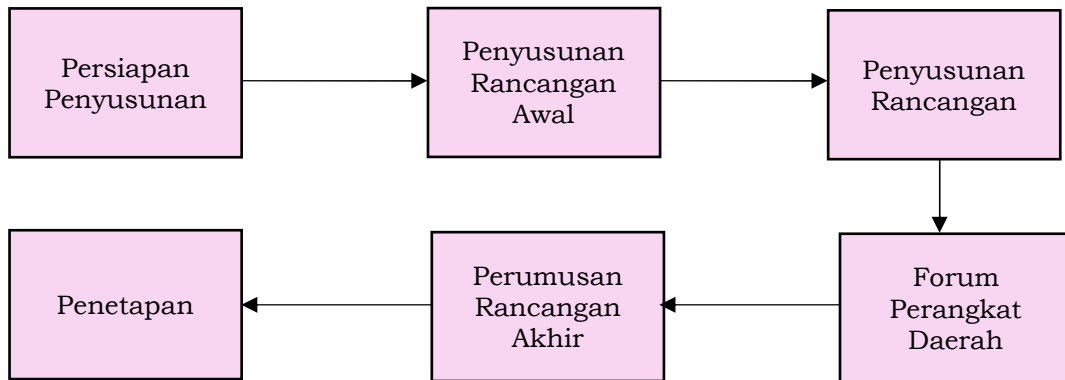 Persiapan
Penyusunan
Penyusunan
Rancangan
Awal
Penyusunan
Rancangan
Forum
Perangkat
Daerah
Perumusan
Rancangan
Akhir
Penetapan